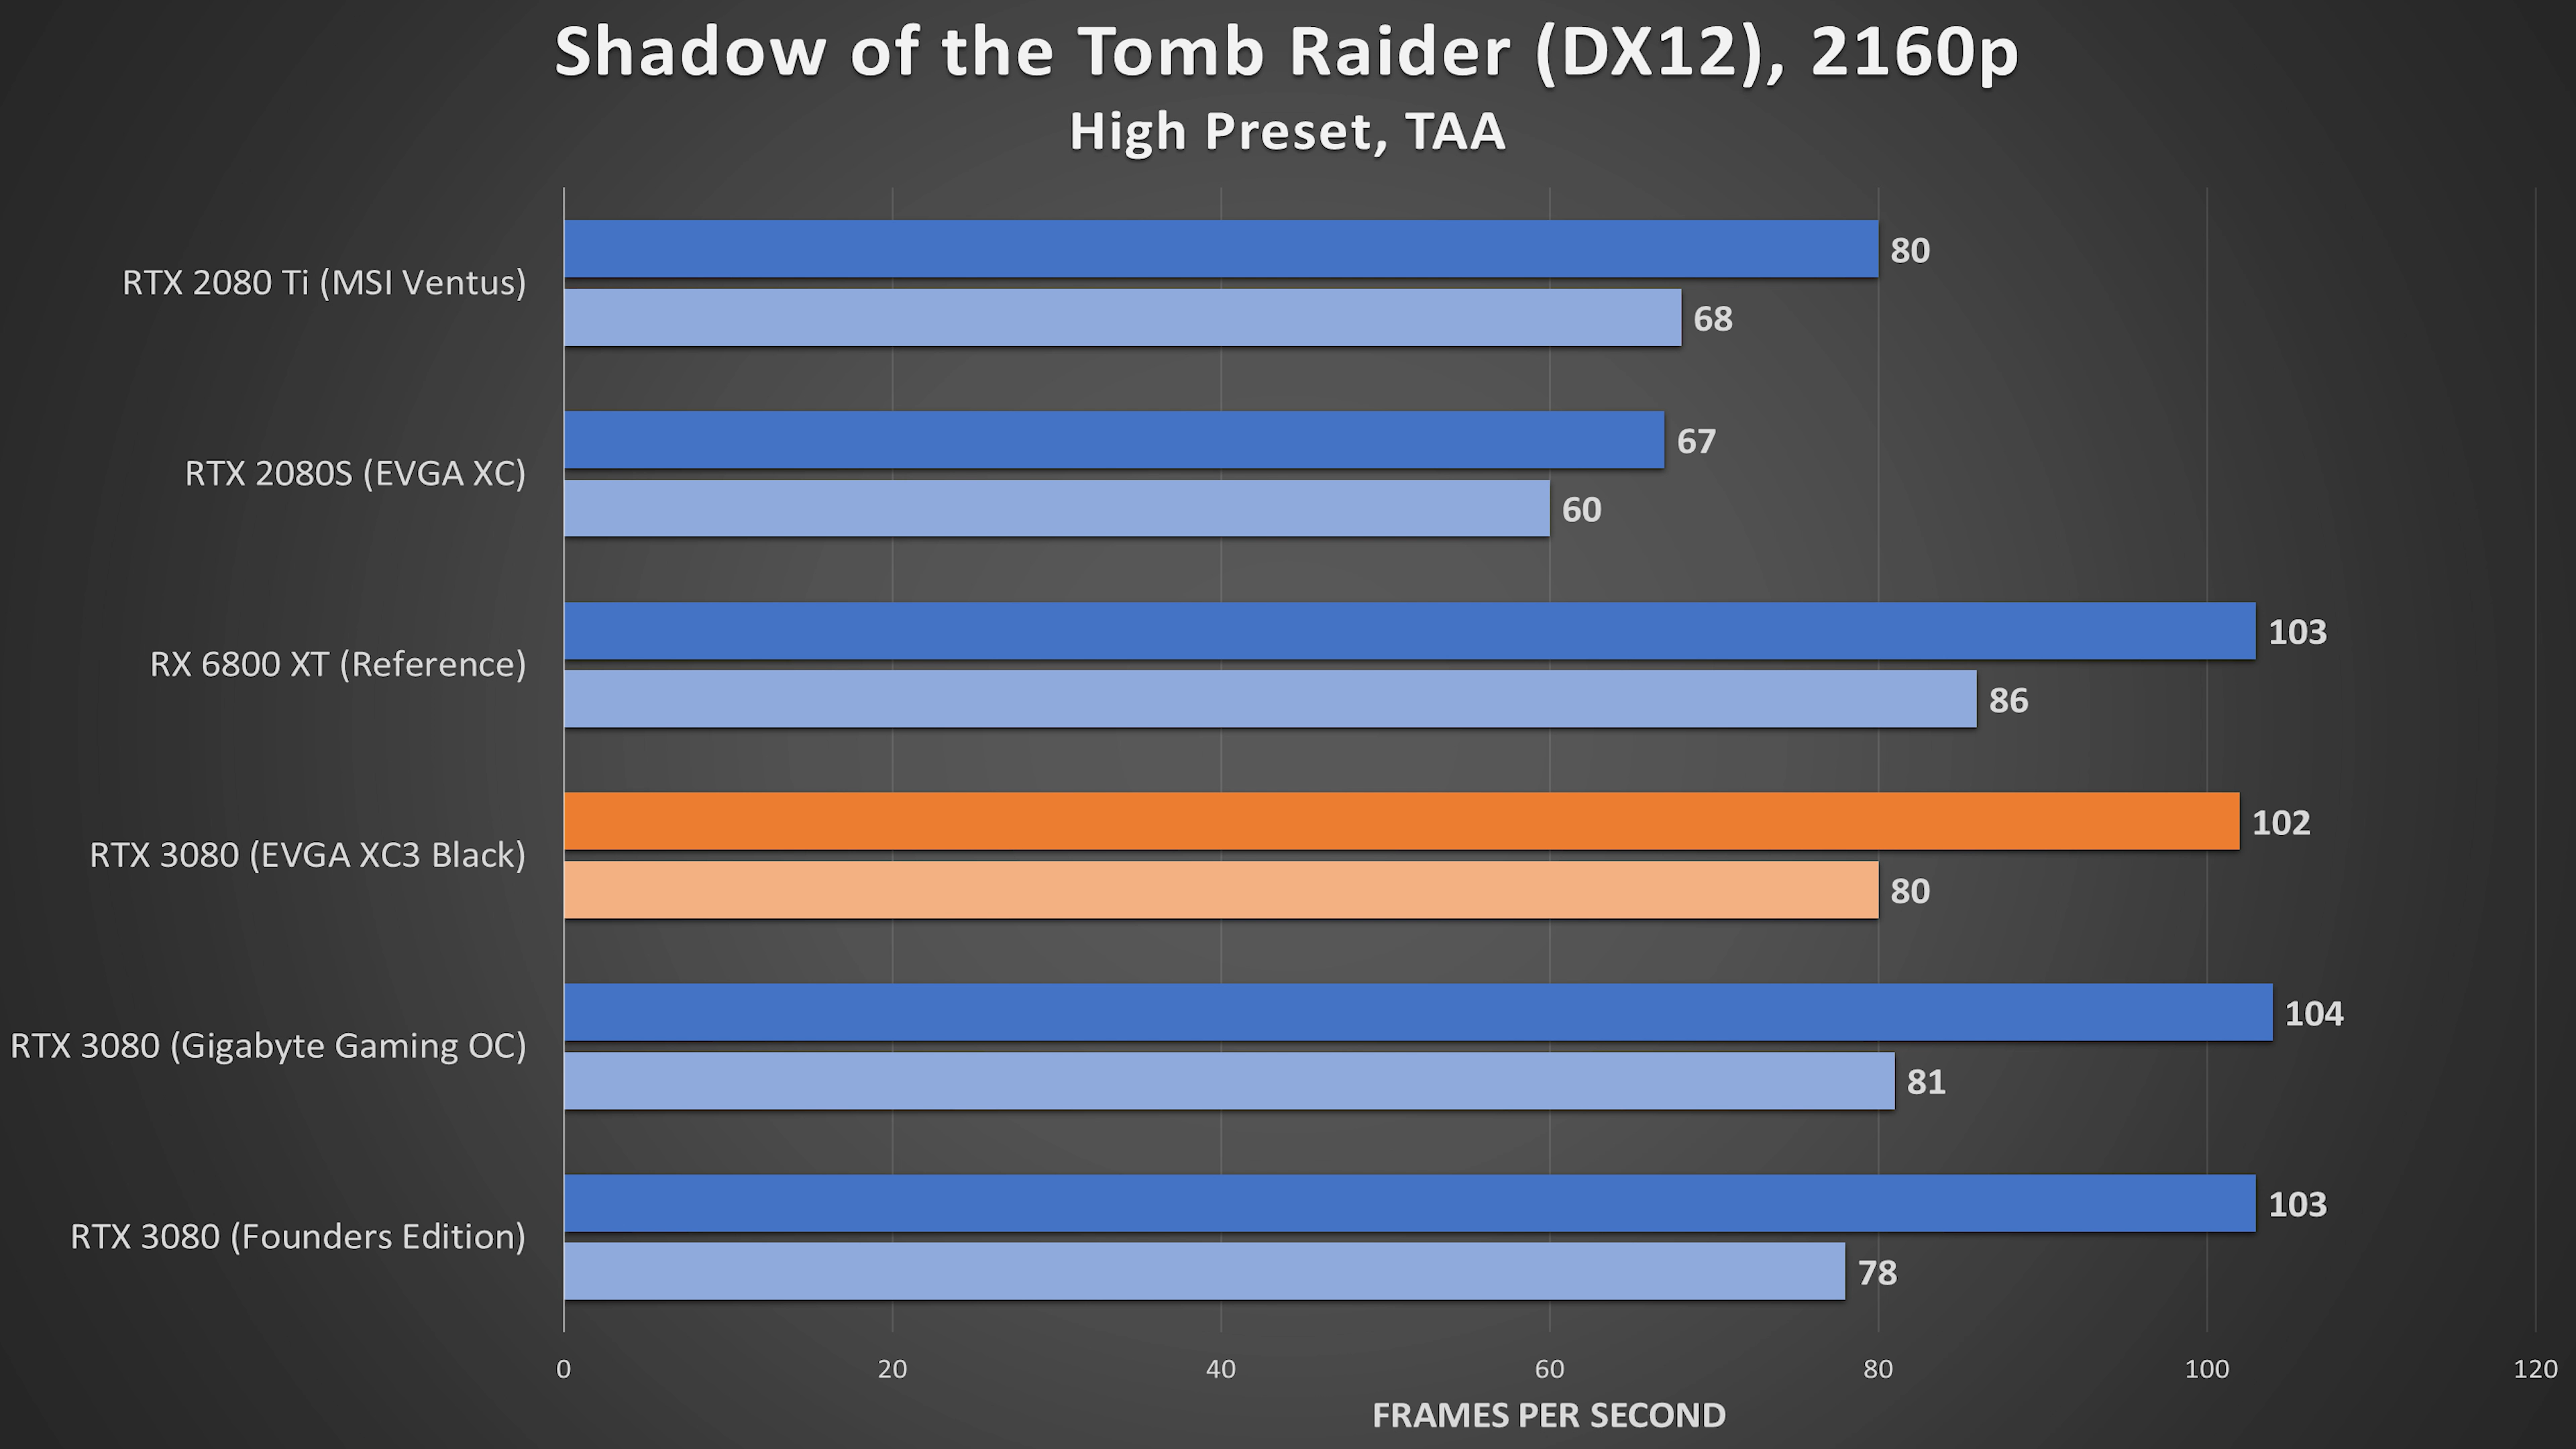 Shadow of the Tomb Raider (DX12), 2160p
High Preset, TAA
RTX 2080 Ti (MSI Ventus)
80
68
RTX 2080S (EVGA XC)
67
60
RX 6800 XT (Reference)
103
86
RTX 3080 (EVGA XC3 Black)
102
80
RTX 3080 (Gigabyte Gaming OC)
104
81
RTX 3080 (Founders Edition)
103
78
0 20 40 60 80 100 120
FRAMES PER SECOND